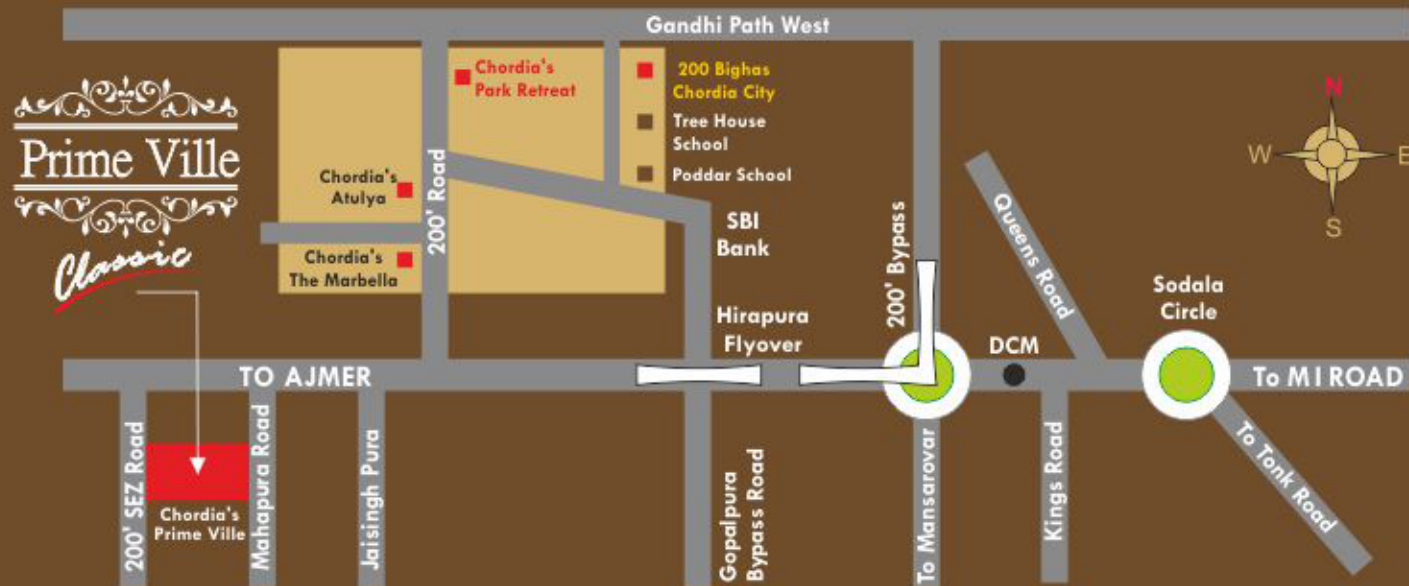 Gandhi Path West
Prime Ville
Classic
Chordia's
Park Retreat
200 Bighas
Chordia City
Tree House
School
Poddar School
Chordia's
Atulya
Chordia's
The Marbella
200' Road
SBI
Bank
Hirapura
Flyover
200' Bypass
Queens Road
N
W
E
S
Sodala
Circle
DCM
TO AJMER
To M I ROAD
200' SEZ Road
Chordia's
Prime Ville
Mahapura Road
Jaisingh Pura
Gopalpura
Bypass Road
To Mansarovar
Kings Road
To Tonk Road